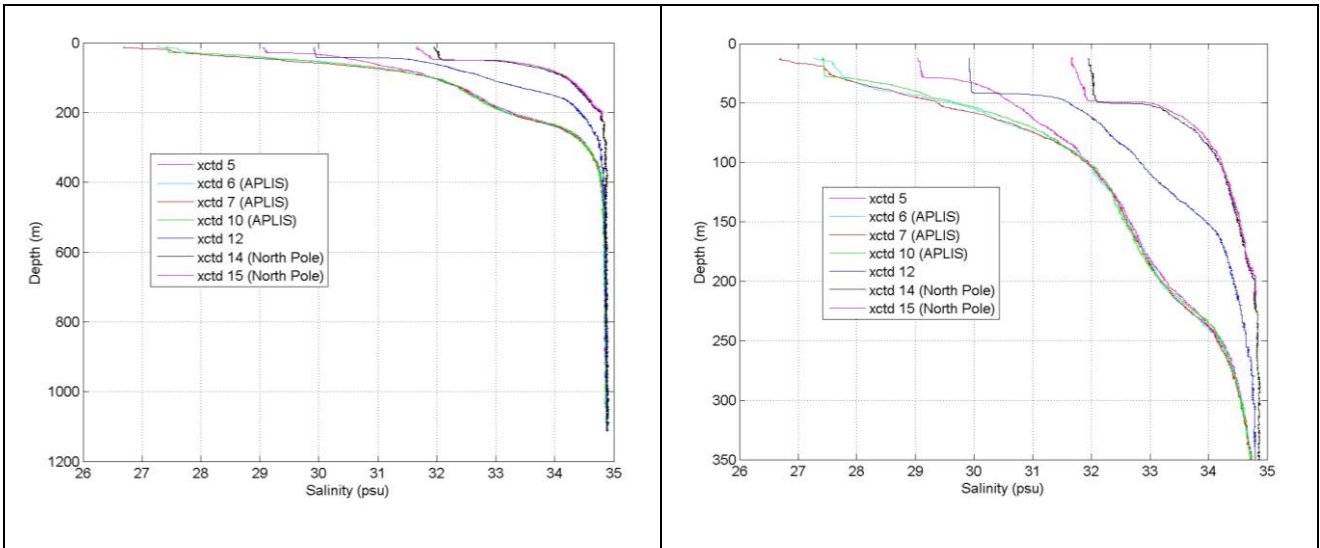 0
200
400
600
800
1000
1200
Depth (m)
xctd 5
xctd 6 (APLIS)
xctd 7 (APLIS)
xctd 10 (APLIS)
xctd 12
xctd 14 (North Pole)
xctd 15 (North Pole)
26 27 28 29 30 31 32 33 34 35
Salinity (psu)
0
50
100
150
200
250
300
350
Depth (m)
xctd 5
xctd 6 (APLIS)
xctd 7 (APLIS)
xctd 10 (APLIS)
xctd 12
xctd 14 (North Pole)
xctd 15 (North Pole)
26 27 28 29 30 31 32 33 34 35
Salinity (psu)